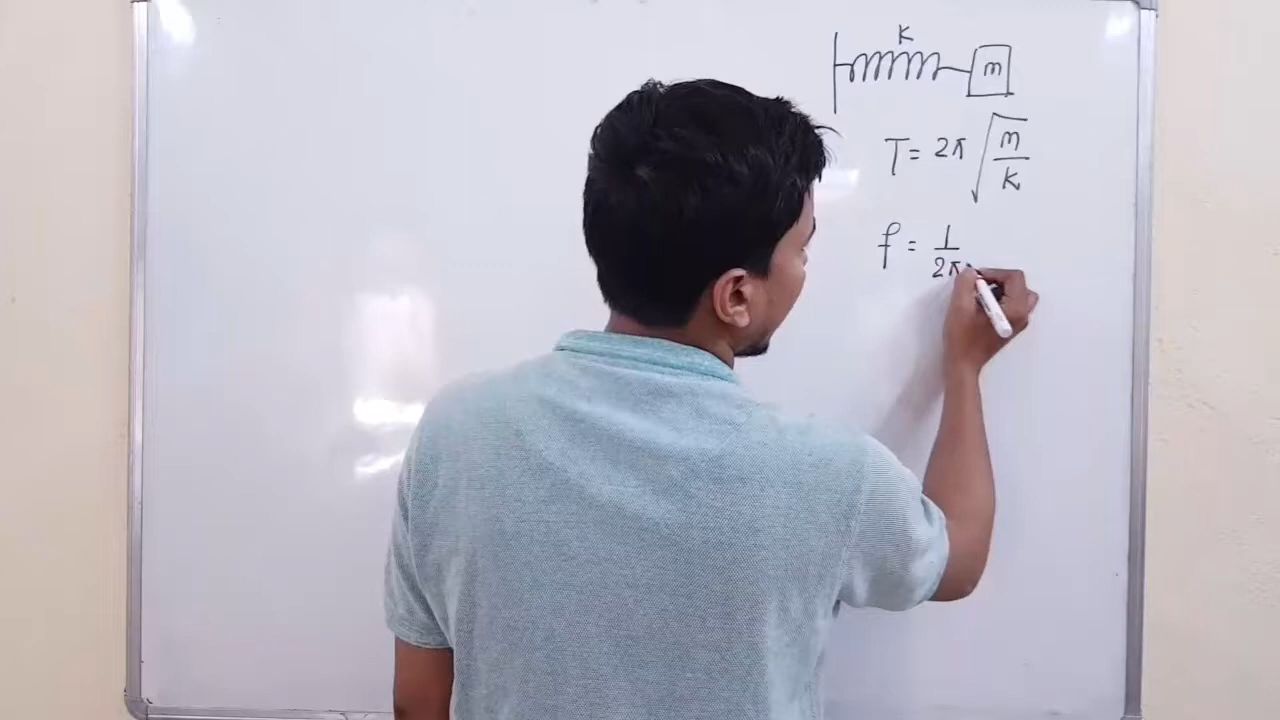 K
m
T = 2π √(m/K)
f = 1/2π